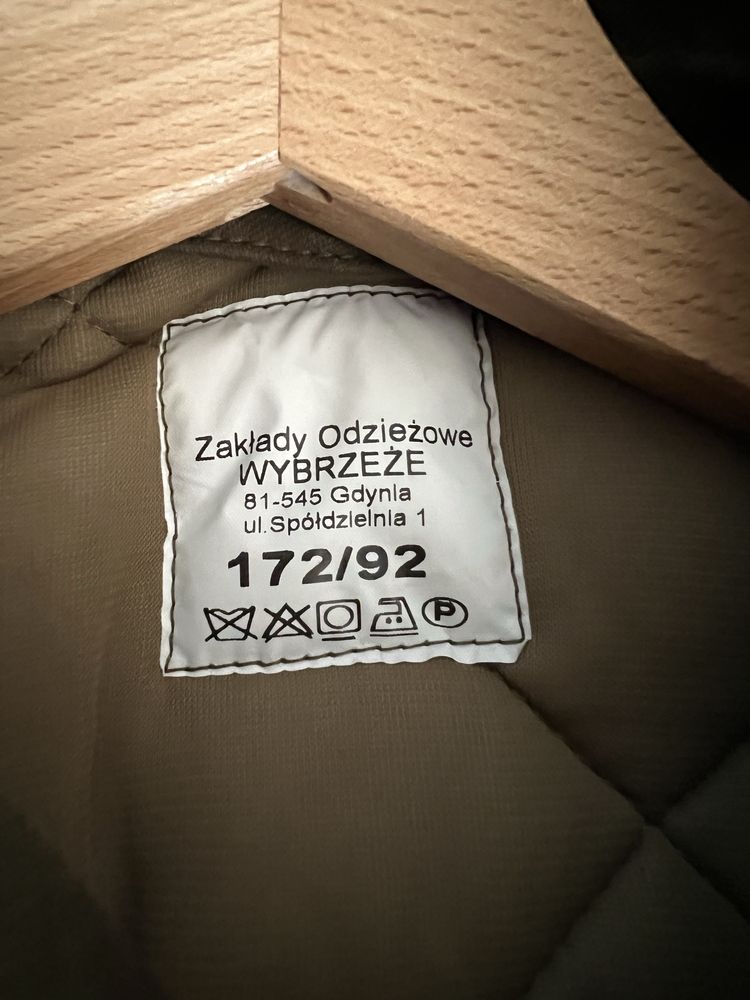 Zakłady Odzieżowe
WYBRZEŻE
81-545 Gdynia
ul.Spółdzielnia 1
172/92
P